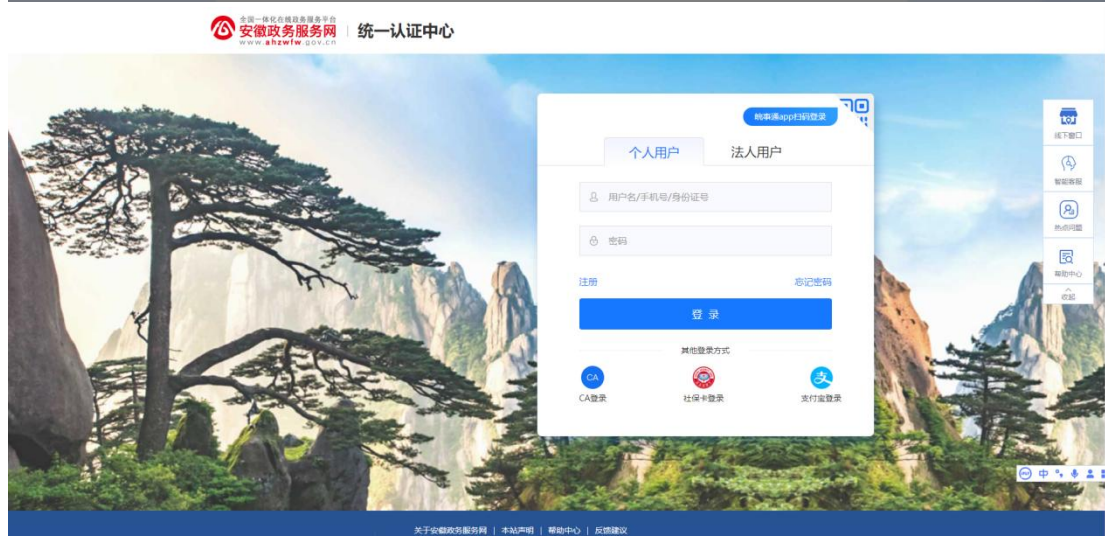 全国一体化在线政务服务平台
安徽政务服务网
www.ahzwfw.gov.cn
统一认证中心
皖事通app扫码登录
个人用户
法人用户
用户名/手机号/身份证号
密码
注册
忘记密码
登 录
其他登录方式
CA
CA登录
社保卡登录
支
支付宝登录
线下窗口
智能客服
热点问题
帮助中心
收起
中
关于安徽政务服务网 | 本站声明 | 帮助中心 | 反馈建议